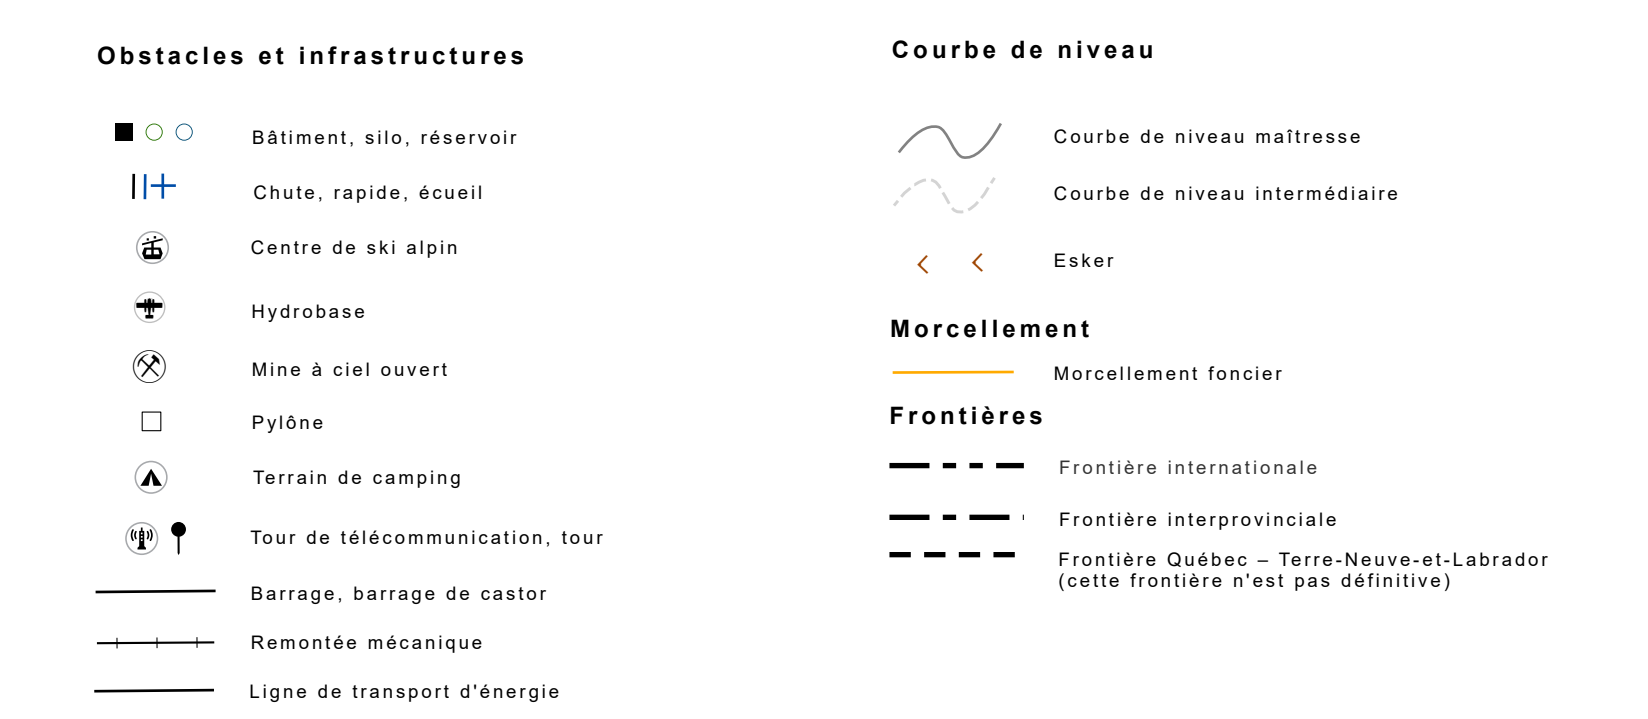 Obstacles et infrastructures
Bâtiment, silo, réservoir
Chute, rapide, écueil
Centre de ski alpin
Hydrobase
Mine à ciel ouvert
Pylône
Terrain de camping
Tour de télécommunication, tour
Barrage, barrage de castor
Remontée mécanique
Ligne de transport d'énergie
Courbe de niveau
Courbe de niveau maîtresse
Courbe de niveau intermédiaire
Esker
Morcellement
Morcellement foncier
Frontières
Frontière internationale
Frontière interprovinciale
Frontière Québec – Terre-Neuve-et-Labrador
(cette frontière n'est pas définitive)